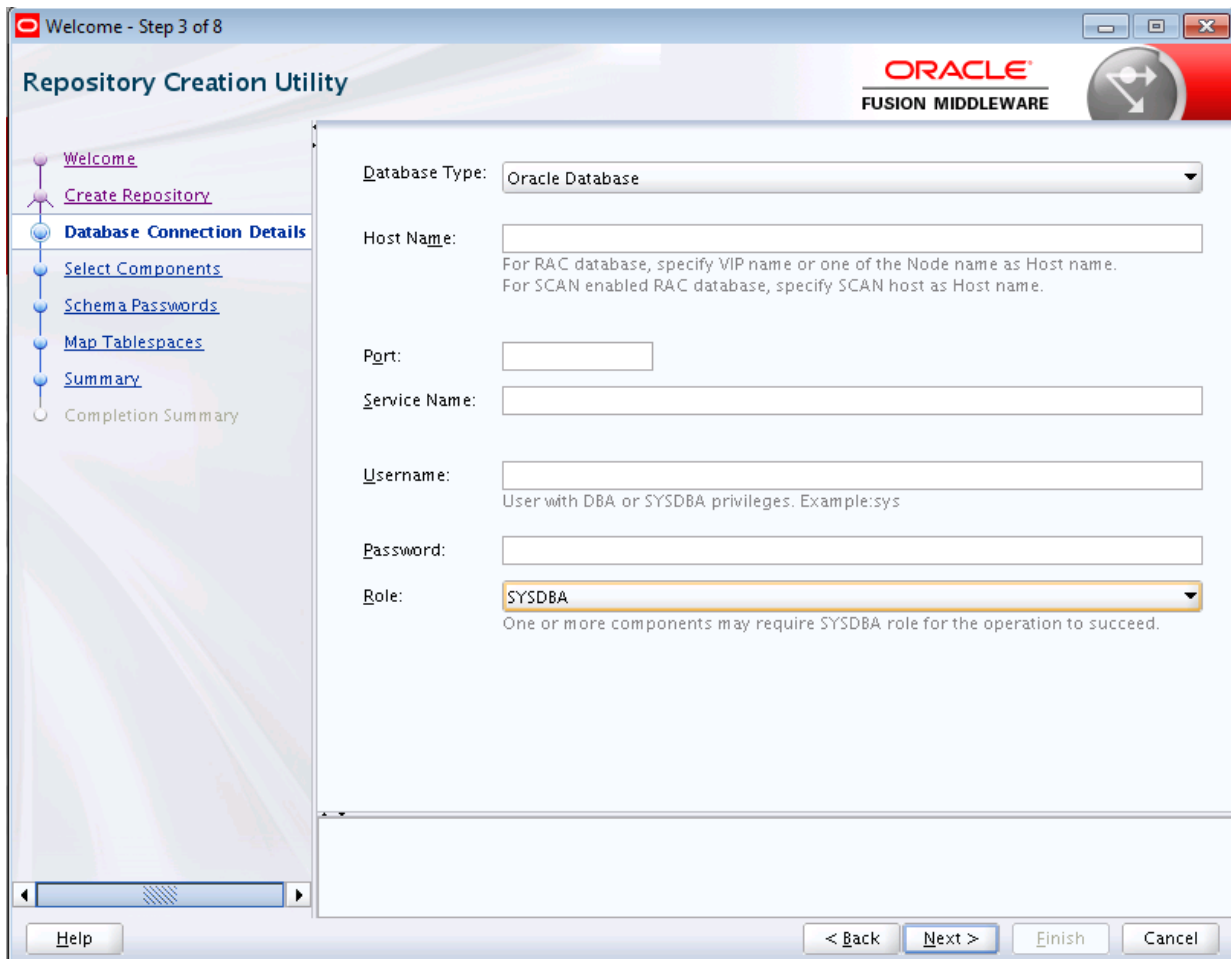 Welcome - Step 3 of 8
Repository Creation Utility
ORACLE®
FUSION MIDDLEWARE
Welcome
Create Repository
Database Connection Details
Select Components
Schema Passwords
Map Tablespaces
Summary
Completion Summary
Database Type:
Oracle Database
Host Name:
For RAC database, specify VIP name or one of the Node name as Host name.
For SCAN enabled RAC database, specify SCAN host as Host name.
Port:
Service Name:
Username:
User with DBA or SYSDBA privileges. Example:sys
Password:
Role:
SYSDBA
One or more components may require SYSDBA role for the operation to succeed.
Help
< Back
Next >
Finish
Cancel